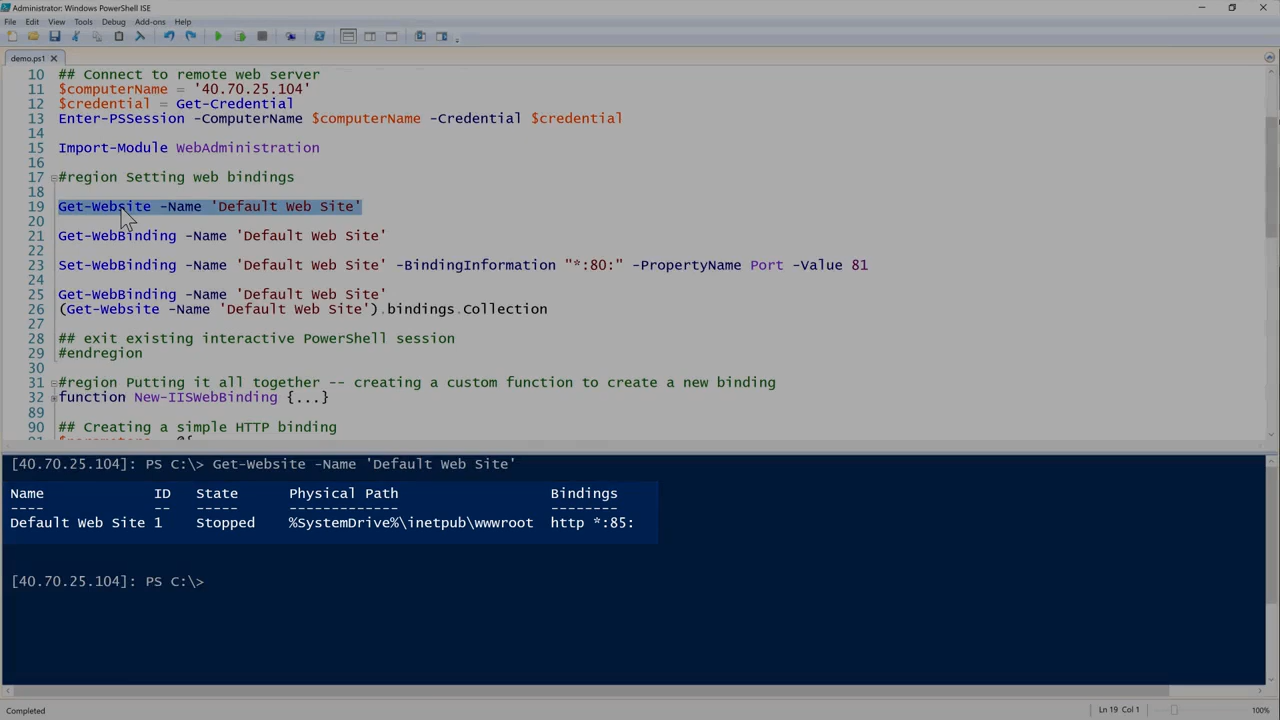 Administrator: Windows PowerShell ISE
File Edit View Tools Debug Add-ons Help
demo.ps1
10 ## Connect to remote web server
11 $computerName = '40.70.25.104'
12 $credential = Get-Credential
13 Enter-PSSession -ComputerName $computerName -Credential $credential
14
15 Import-Module WebAdministration
16
17 #region Setting web bindings
18
19 Get-Website -Name 'Default Web Site'
20
21 Get-WebBinding -Name 'Default Web Site'
22
23 Set-WebBinding -Name 'Default Web Site' -BindingInformation "*:80:" -PropertyName Port -Value 81
24
25 Get-WebBinding -Name 'Default Web Site'
26 (Get-Website -Name 'Default Web Site').bindings.Collection
27
28 ## exit existing interactive PowerShell session
29 #endregion
30
31 #region Putting it all together -- creating a custom function to create a new binding
32 function New-IISWebBinding {...}
89
90 ## Creating a simple HTTP binding
91 $parameters = @{
[40.70.25.104]: PS C:\> Get-Website -Name 'Default Web Site'
Name ID State Physical Path Bindings
---- -- ----- ------------- --------
Default Web Site 1 Stopped %SystemDrive%\inetpub\wwwroot http *:85:
[40.70.25.104]: PS C:\>
Completed Ln 19 Col 1 100%